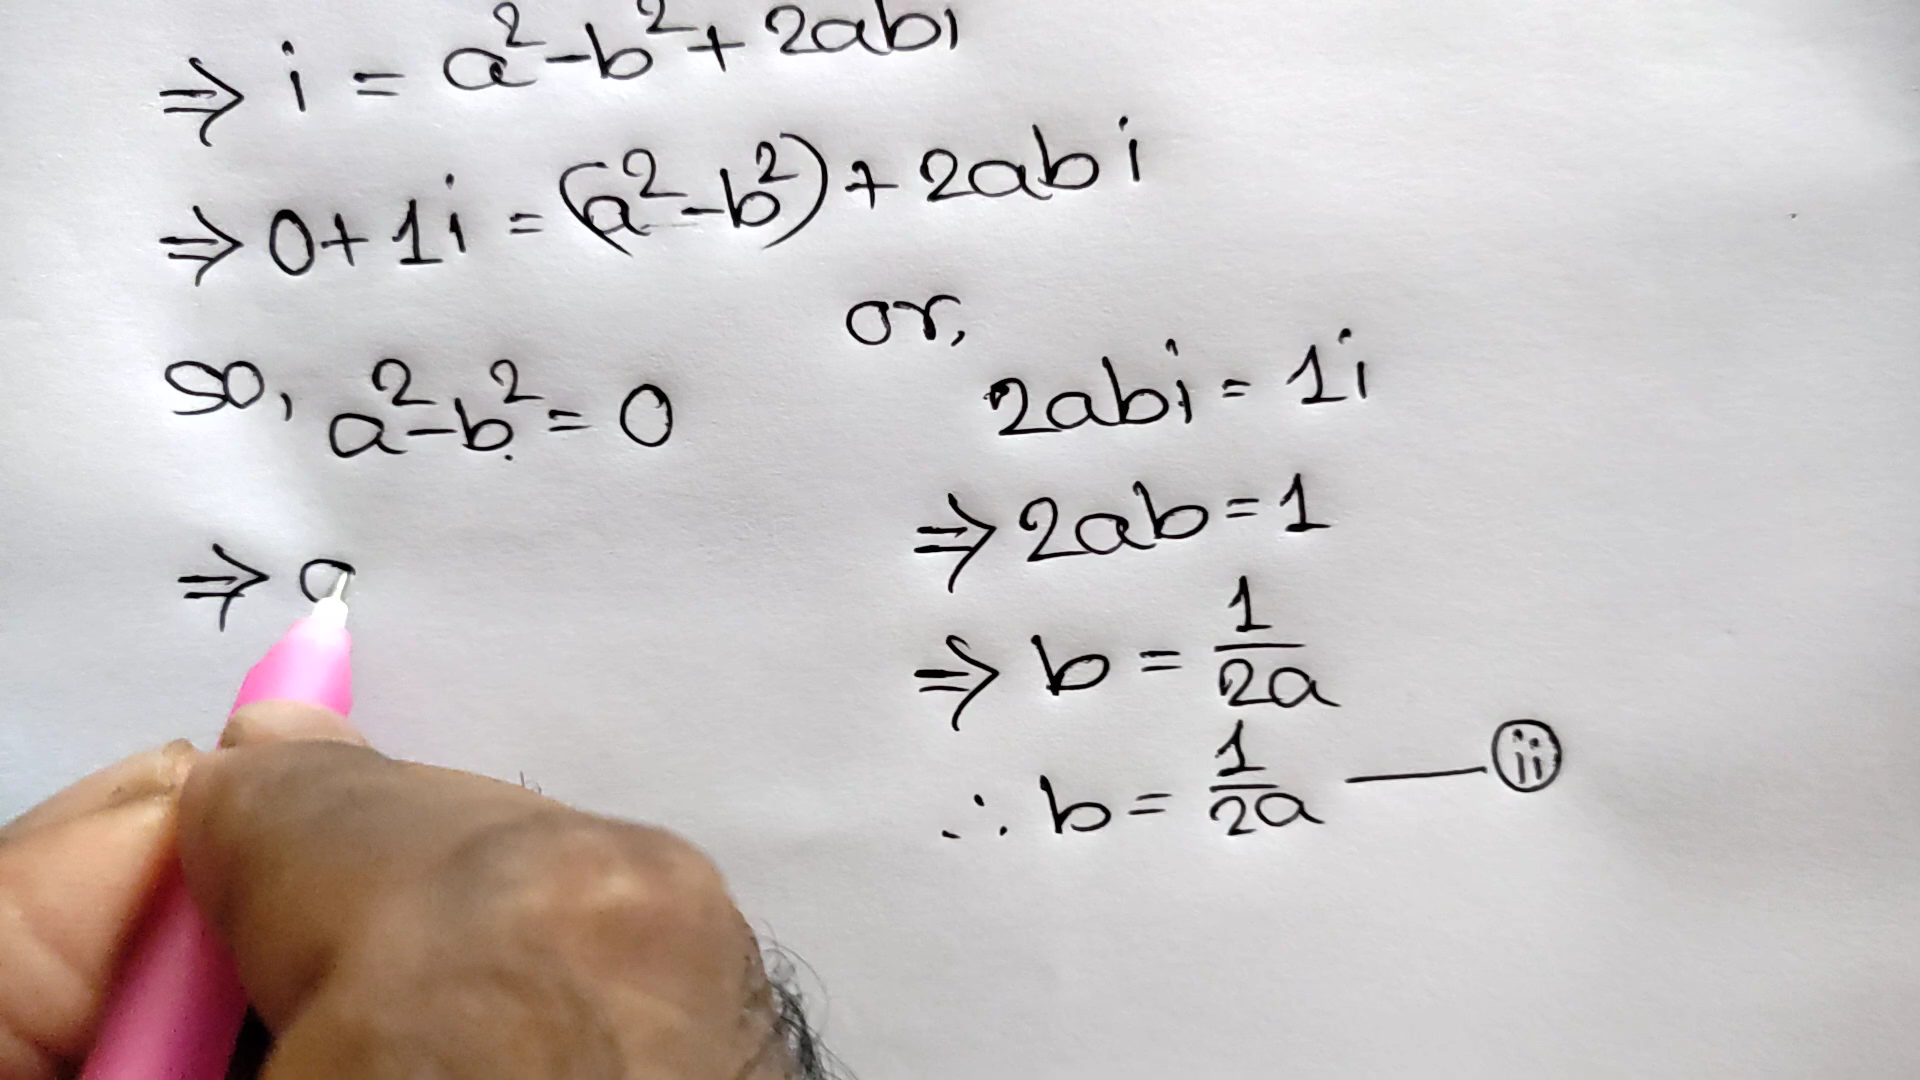 ⇒ i = a²-b²+2abi
⇒ 0+1i = (a²-b²)+2abi
so, a²-b²=0
⇒ a
or,
2abi = 1i
⇒ 2ab=1
⇒ b = 1/2a
∴ b = 1/2a — ii